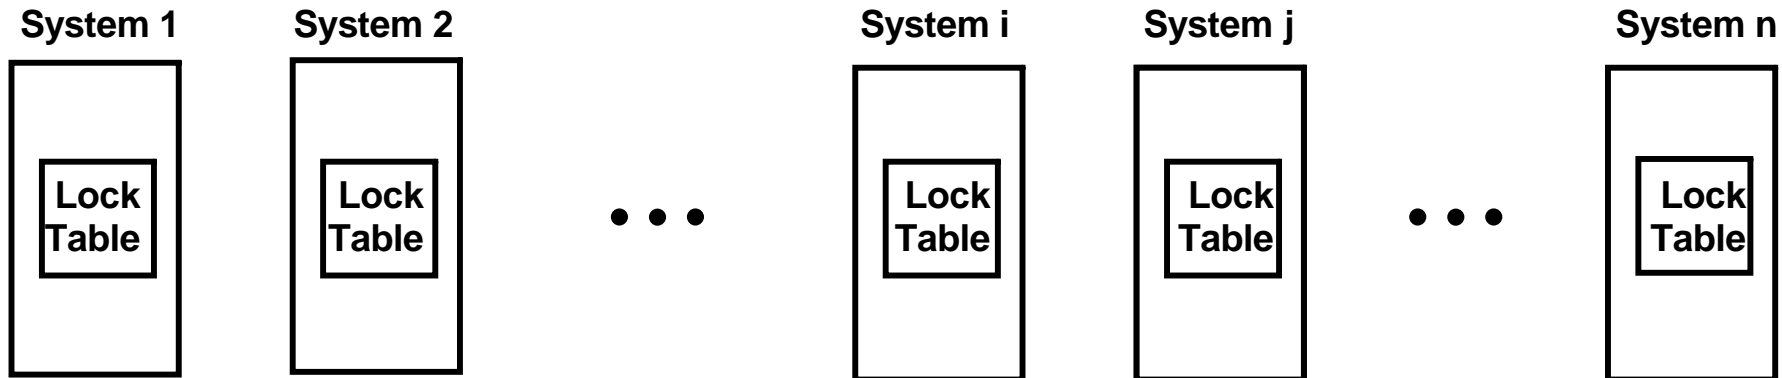 System 1
System 2
System i
System j
System n
Lock
Table
Lock
Table
Lock
Table
Lock
Table
Lock
Table